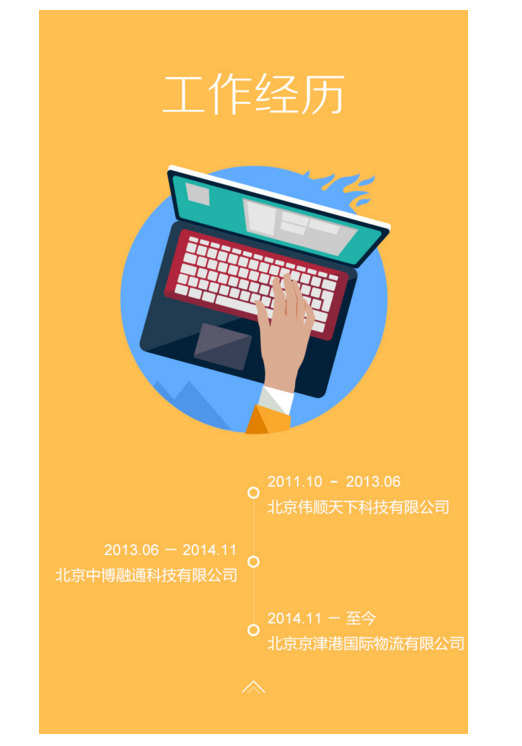 工作经历
2011.10 - 2013.06
北京伟顺天下科技有限公司
2013.06 — 2014.11
北京中博融通科技有限公司
2014.11 — 至今
北京京津港国际物流有限公司